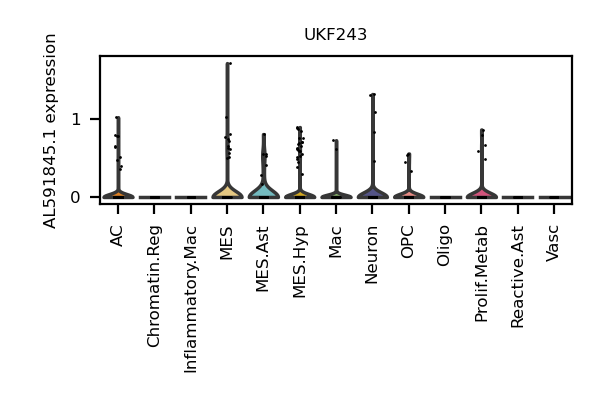 UKF243
AL591845.1 expression
1
0
AC
Chromatin.Reg
Inflammatory.Mac
MES
MES.Ast
MES.Hyp
Mac
Neuron
OPC
Oligo
Prolif.Metab
Reactive.Ast
Vasc